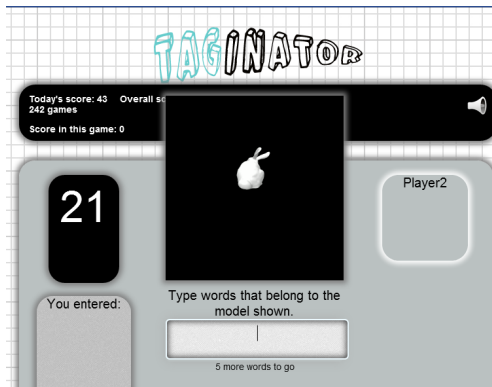 TAGINATOR
Today's score: 43 Overall
242 games
Score in this game: 0
21
Player2
You entered:
Type words that belong to the
model shown.
5 more words to go